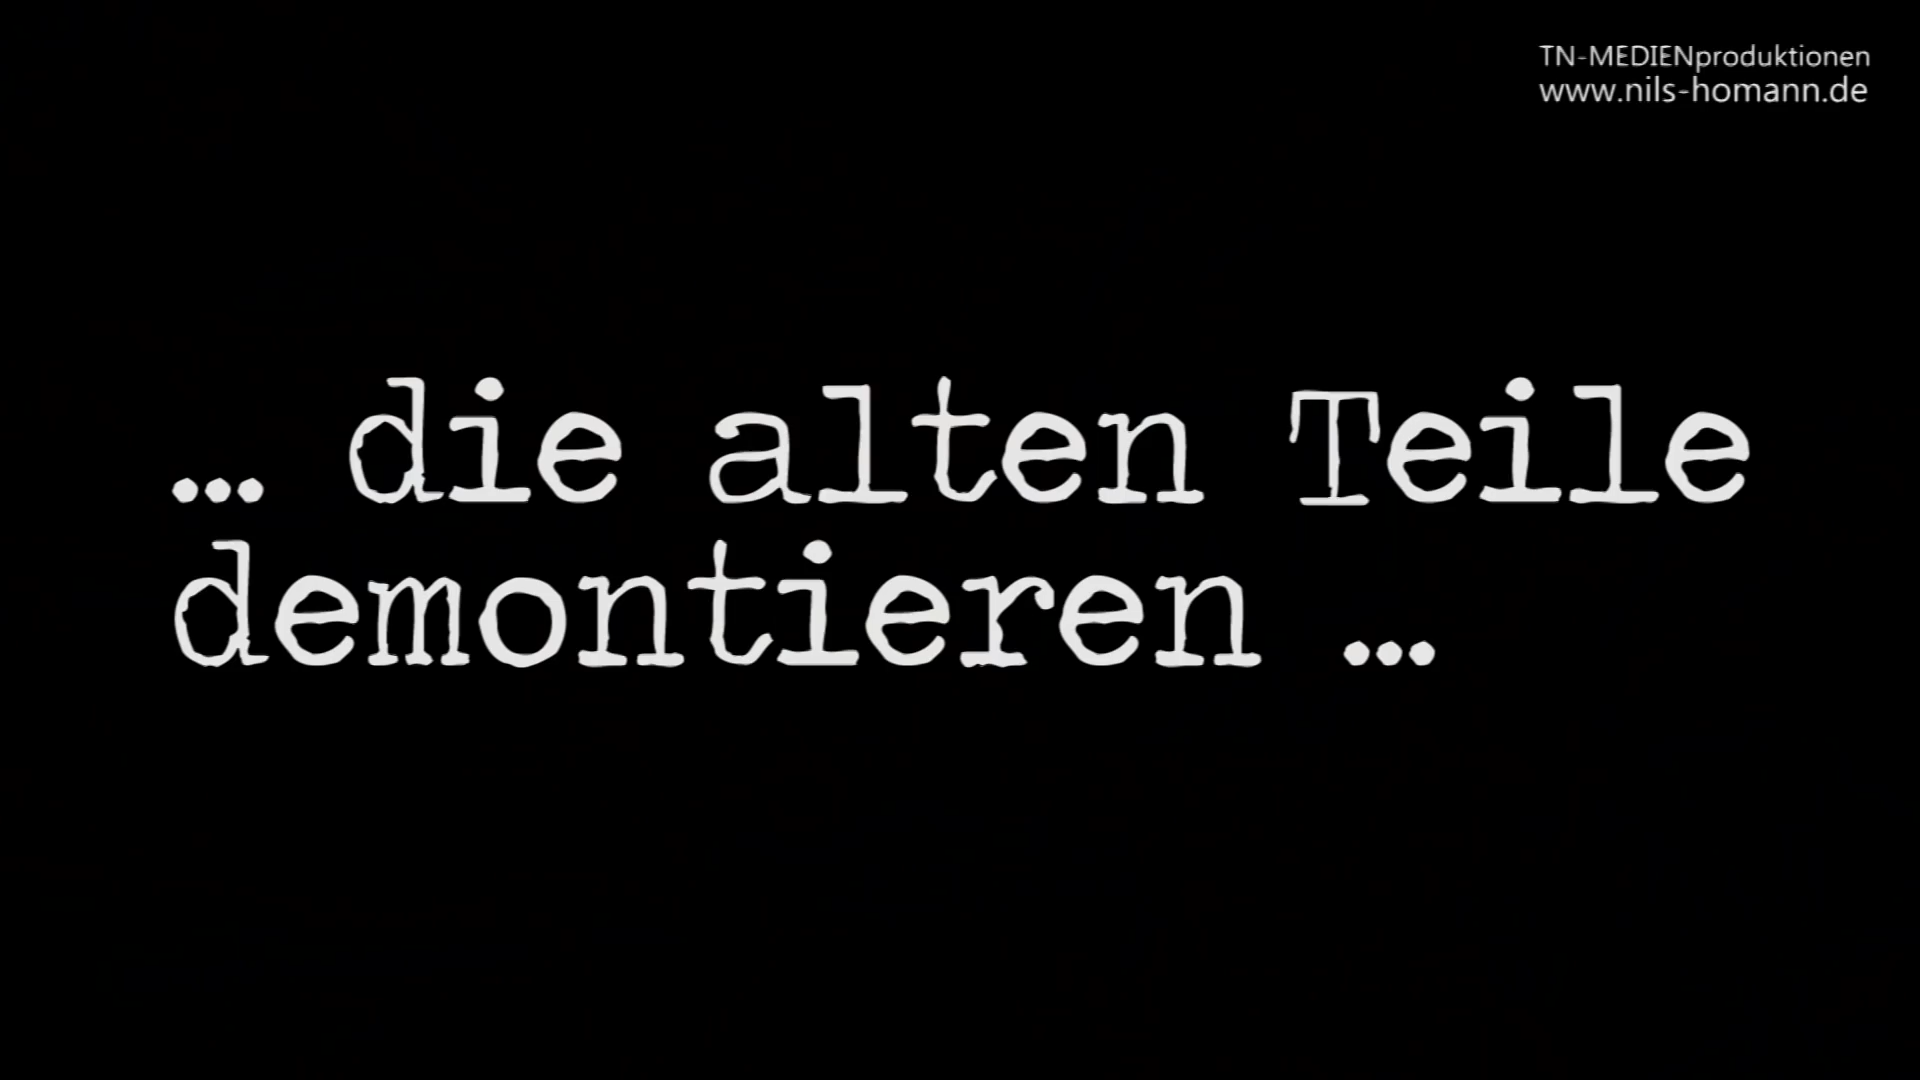 TN-MEDIENproduktionen
www.nils-homann.de
… die alten Teile
demontieren …